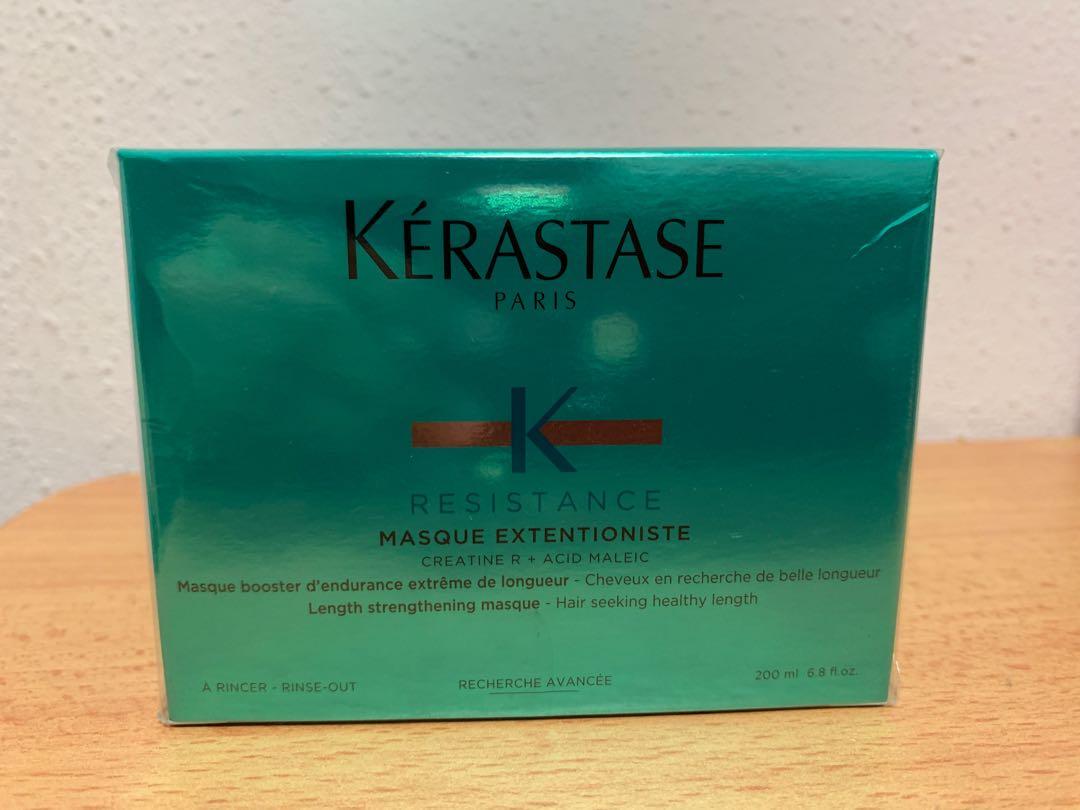 KÉRASTASE
PARIS
K
RESISTANCE
MASQUE EXTENTIONISTE
CREATINE R + ACID MALEIC
Masque booster d'endurance extrême de longueur - Cheveux en recherche de belle longueur
Length strengthening masque - Hair seeking healthy length
À RINCER - RINSE-OUT
RECHERCHE AVANCÉE
200 ml 6.8 fl.oz.